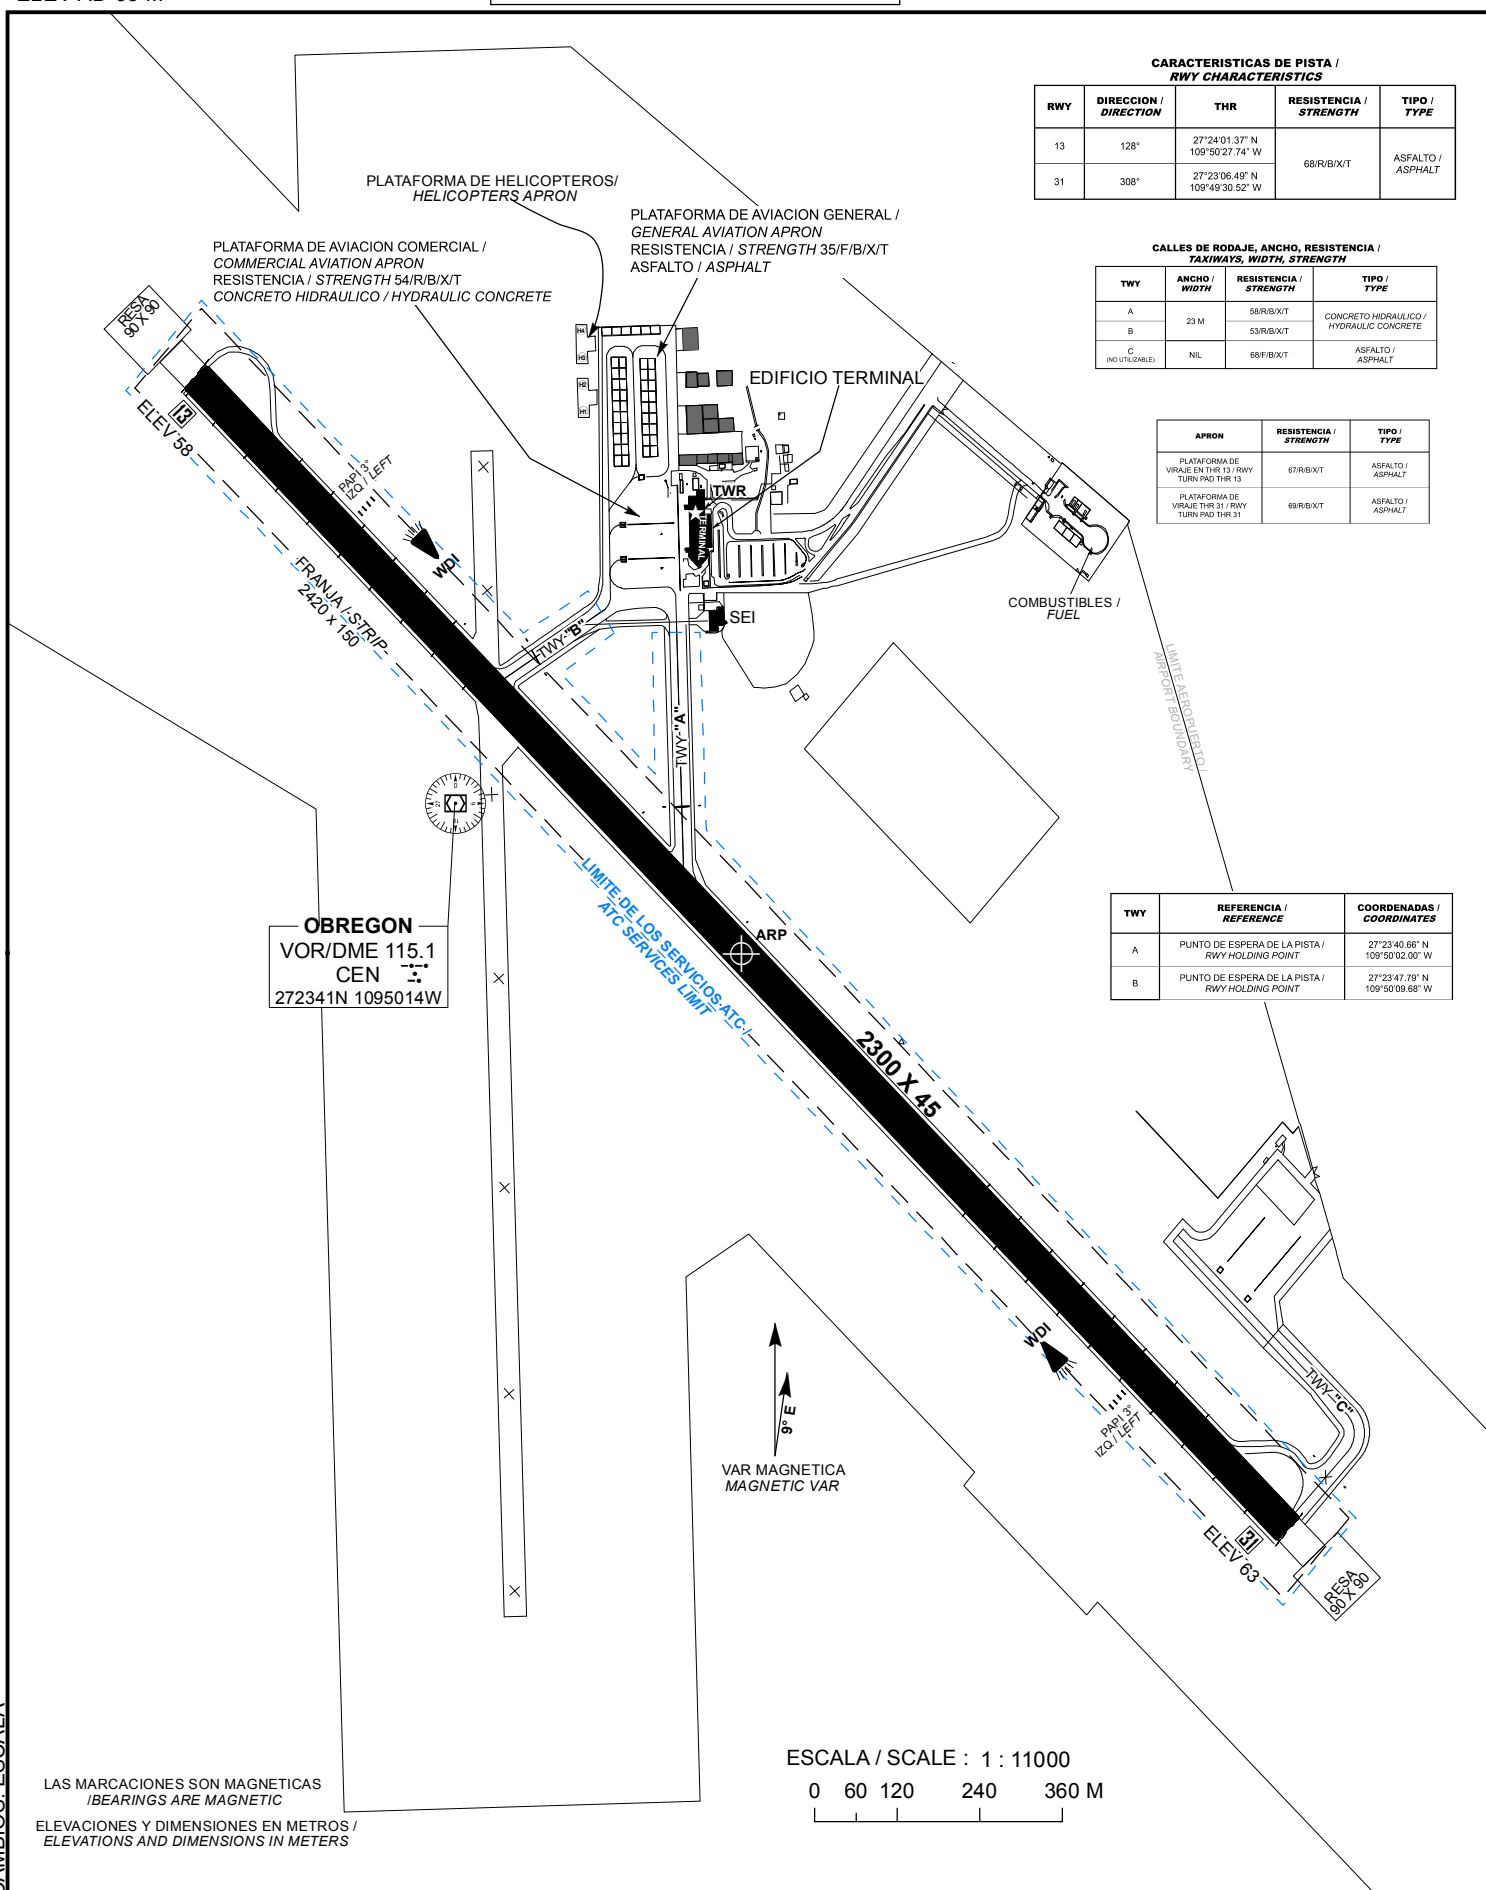 CARACTERISTICAS DE PISTA /
RWY CHARACTERISTICS
RWY DIRECCION / DIRECTION THR RESISTENCIA / STRENGTH TIPO / TYPE
13 128° 27°24'01.37" N 109°50'27.74" W 68/R/B/X/T ASFALTO / ASPHALT
31 308° 27°23'06.49" N 109°49'30.52" W
PLATAFORMA DE HELICOPTEROS/
HELICOPTERS APRON
PLATAFORMA DE AVIACION GENERAL /
GENERAL AVIATION APRON
RESISTENCIA / STRENGTH 35/F/B/X/T
ASFALTO / ASPHALT
PLATAFORMA DE AVIACION COMERCIAL /
COMMERCIAL AVIATION APRON
RESISTENCIA / STRENGTH 54/R/B/X/T
CONCRETO HIDRAULICO / HYDRAULIC CONCRETE
CALLES DE RODAJE, ANCHO, RESISTENCIA /
TAXIWAYS, WIDTH, STRENGTH
TWY ANCHO / WIDTH RESISTENCIA / STRENGTH TIPO / TYPE
A 23 M 58/R/B/X/T CONCRETO HIDRAULICO / HYDRAULIC CONCRETE
B 53/R/B/X/T
C (NO UTILIZABLE) NIL 68/F/B/X/T ASFALTO / ASPHALT
RESA
90 X 90
H4
H3
H2
H1
EDIFICIO TERMINAL
13
ELEV 58
APRON RESISTENCIA / STRENGTH TIPO / TYPE
PLATAFORMA DE VIRAJE EN THR 13 / RWY TURN PAD THR 13 67/R/B/X/T ASFALTO / ASPHALT
PLATAFORMA DE VIRAJE THR 31 / RWY TURN PAD THR 31 69/R/B/X/T ASFALTO / ASPHALT
PAPI 3°
IZQ / LEFT
TWR
TERMINAL
WDI
FRANJA / STRIP
2420 x 150
COMBUSTIBLES /
FUEL
SEI
TWY "B"
TWY "A"
LIMITE AEROPUERTO /
AIRPORT BOUNDARY
OBREGON
VOR/DME 115.1
CEN
272341N 1095014W
LIMITE DE LOS SERVICIOS ATC /
ATC SERVICES LIMIT
ARP
TWY REFERENCIA / REFERENCE COORDENADAS / COORDINATES
A PUNTO DE ESPERA DE LA PISTA / RWY HOLDING POINT 27°23'40.66" N 109°50'02.00" W
B PUNTO DE ESPERA DE LA PISTA / RWY HOLDING POINT 27°23'47.79" N 109°50'09.68" W
2300 X 45
WDI
PAPI 3°
IZQ / LEFT
TWY "C"
9° E
VAR MAGNETICA
MAGNETIC VAR
31
ELEV 63
RESA
90 X 90
ESCALA / SCALE : 1 : 11000
0 60 120 240 360 M
LAS MARCACIONES SON MAGNETICAS
/BEARINGS ARE MAGNETIC
ELEVACIONES Y DIMENSIONES EN METROS /
ELEVATIONS AND DIMENSIONS IN METERS